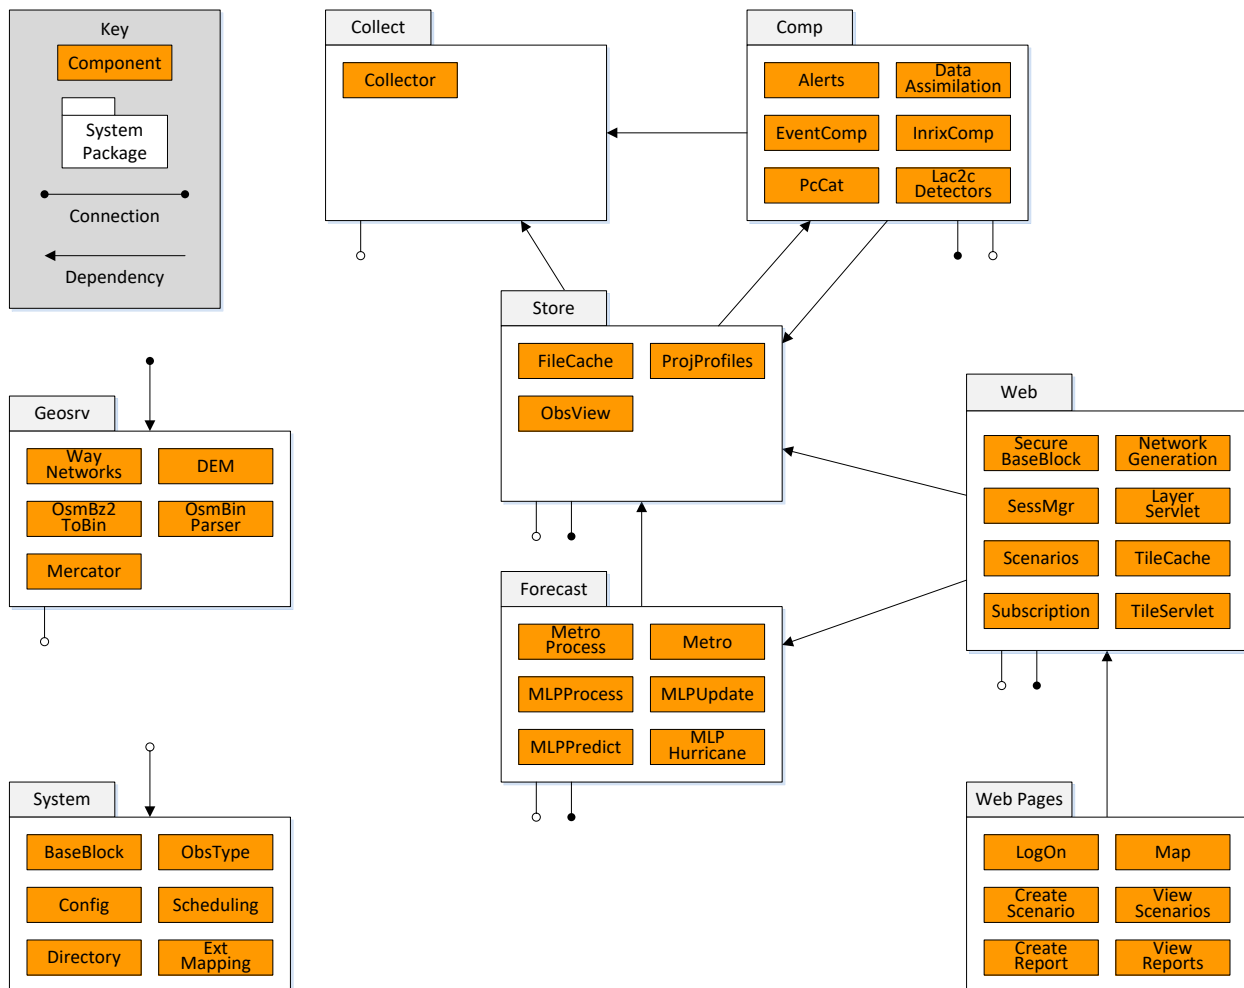 Key
Component
System
Package
Connection
Dependency
Collect
Collector
Comp
Alerts
Data
Assimilation
EventComp
InrixComp
PcCat
Lac2c
Detectors
Store
FileCache
ProjProfiles
ObsView
Geosrv
Way
Networks
DEM
OsmBz2
ToBin
OsmBin
Parser
Mercator
Web
Secure
BaseBlock
Network
Generation
SessMgr
Layer
Servlet
Scenarios
TileCache
Subscription
TileServlet
Forecast
Metro
Process
Metro
MLPProcess
MLPUpdate
MLPPredict
MLP
Hurricane
System
BaseBlock
ObsType
Config
Scheduling
Directory
Ext
Mapping
Web Pages
LogOn
Map
Create
Scenario
View
Scenarios
Create
Report
View
Reports